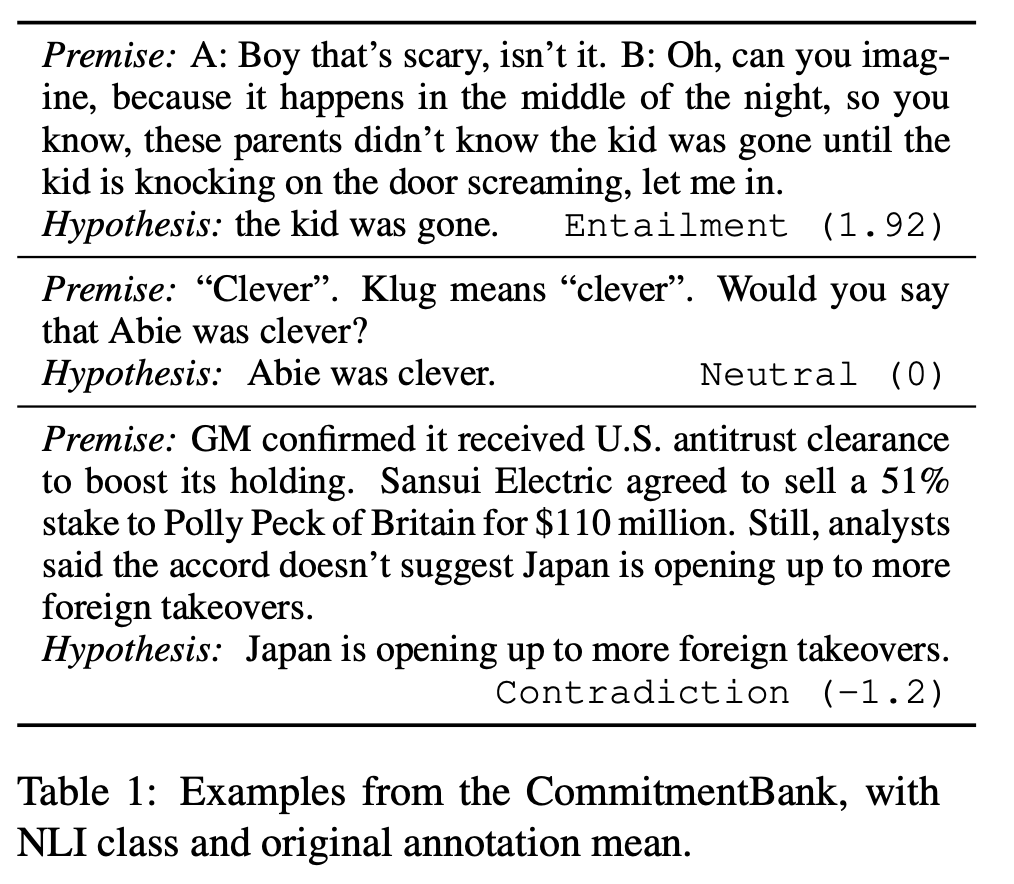 Premise: A: Boy that’s scary, isn’t it. B: Oh, can you imag-
ine, because it happens in the middle of the night, so you
know, these parents didn’t know the kid was gone until the
kid is knocking on the door screaming, let me in.
Hypothesis: the kid was gone. Entailment (1.92)
Premise: “Clever”. Klug means “clever”. Would you say
that Abie was clever?
Hypothesis: Abie was clever. Neutral (0)
Premise: GM confirmed it received U.S. antitrust clearance
to boost its holding. Sansui Electric agreed to sell a 51%
stake to Polly Peck of Britain for $110 million. Still, analysts
said the accord doesn’t suggest Japan is opening up to more
foreign takeovers.
Hypothesis: Japan is opening up to more foreign takeovers.
Contradiction (−1.2)
Table 1: Examples from the CommitmentBank, with
NLI class and original annotation mean.